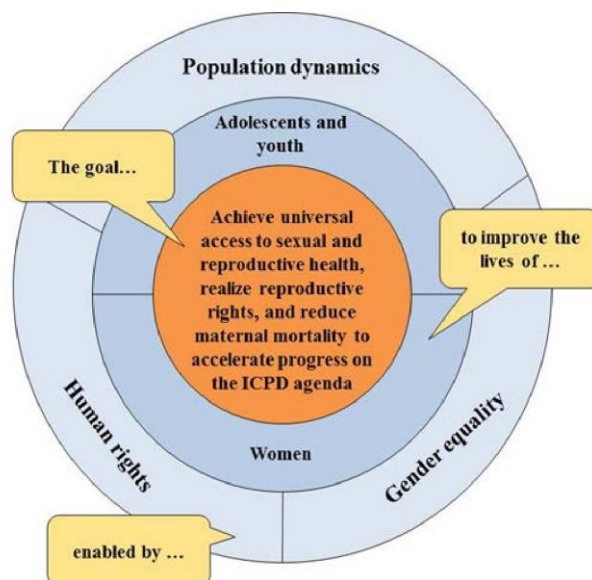 Population dynamics
Adolescents and
youth
The goal…
Achieve universal
access to sexual and
reproductive health,
realize reproductive
rights, and reduce
maternal mortality to
accelerate progress on
the ICPD agenda
to improve the
lives of …
Human rights
Women
Gender equality
enabled by …